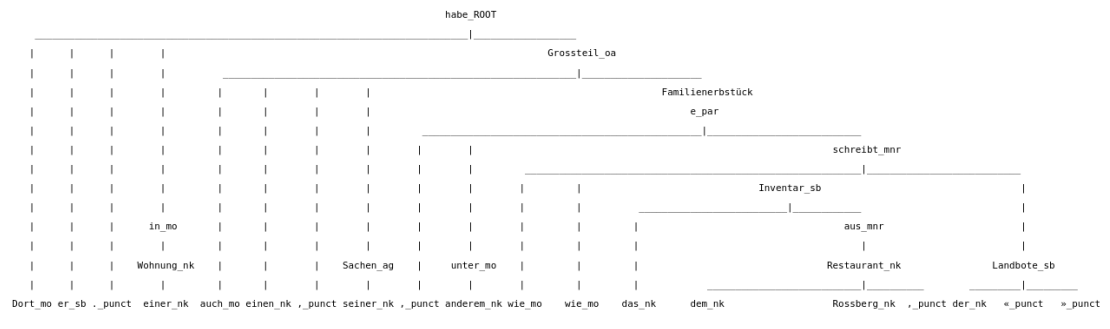 habe_ROOT
Grossteil_oa
Familienerbstück
e_par
schreibt_mnr
Inventar_sb
in_mo aus_mnr
Wohnung_nk Sachen_ag unter_mo Restaurant_nk Landbote_sb
Dort_mo er_sb ._punct einer_nk auch_mo einen_nk ,_punct seiner_nk ,_punct anderem_nk wie_mo wie_mo das_nk dem_nk Rossberg_nk ,_punct der_nk «_punct »_punct